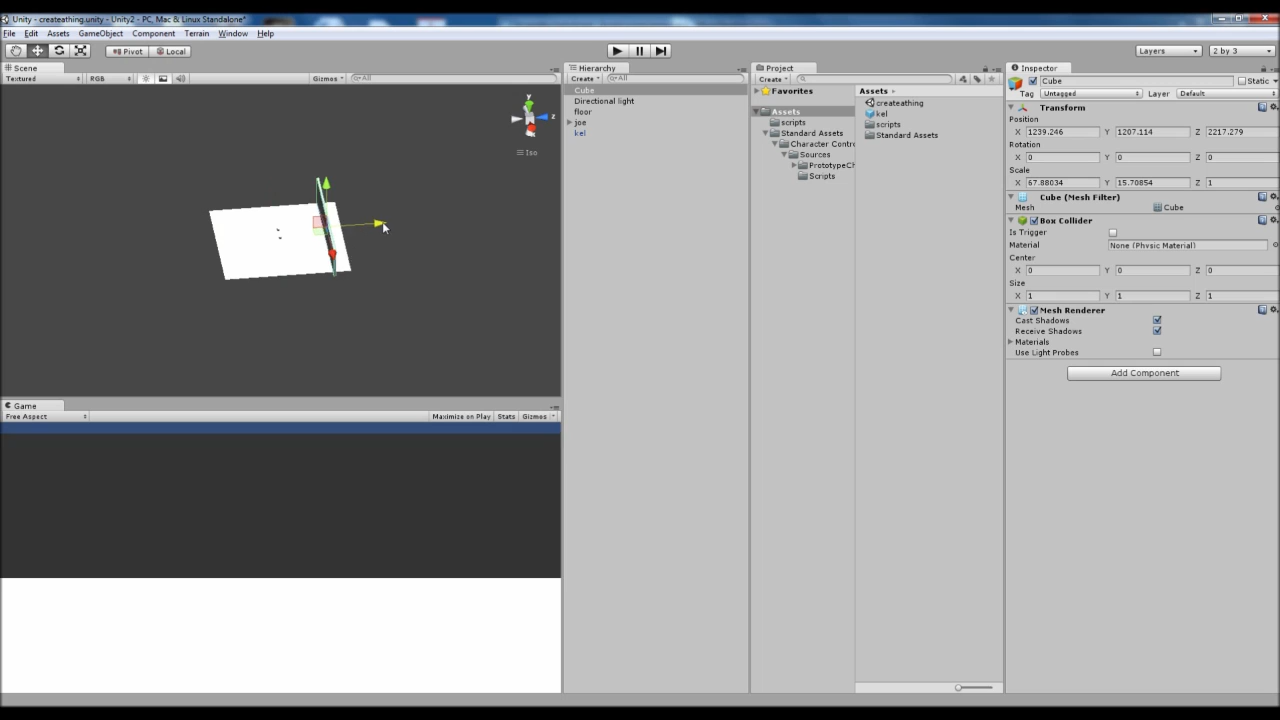 Unity - createathing.unity - Unity2 - PC, Mac & Linux Standalone*
File Edit Assets GameObject Component Terrain Window Help
Pivot Local Layers 2 by 3
Scene
Textured RGB Gizmos All
y
z
Iso
Game
Free Aspect Maximize on Play Stats Gizmos
Hierarchy
Create All
Cube
Directional light
floor
joe
kel
Project
Create
Favorites
Assets
scripts
Standard Assets
Character Contro
Sources
PrototypeCh
Scripts
Assets
createathing
kel
scripts
Standard Assets
Inspector
Cube Static
Tag Untagged Layer Default
Transform
Position
X 1239.246 Y 1207.114 Z 2217.279
Rotation
X 0 Y 0 Z 0
Scale
X 67.88034 Y 15.70854 Z 1
Cube (Mesh Filter)
Mesh Cube
Box Collider
Is Trigger
Material None (Physic Material)
Center
X 0 Y 0 Z 0
Size
X 1 Y 1 Z 1
Mesh Renderer
Cast Shadows
Receive Shadows
Materials
Use Light Probes
Add Component